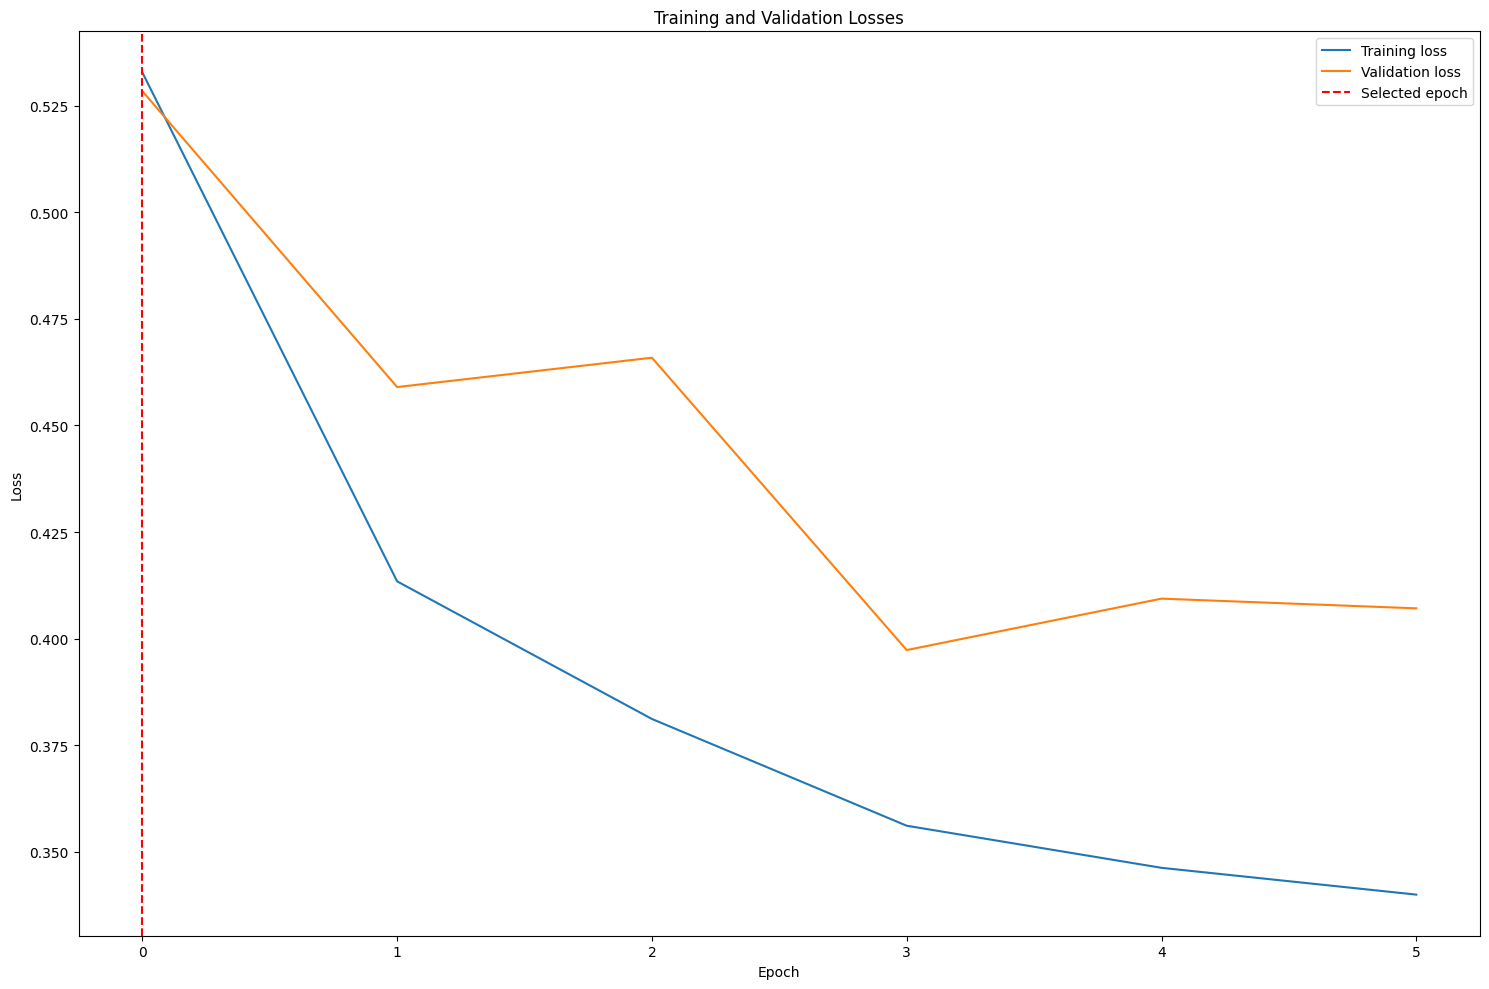 Training and Validation Losses
Training loss
Validation loss
Selected epoch
0.525
0.500
0.475
0.450
0.425
0.400
0.375
0.350
Loss
0 1 2 3 4 5
Epoch